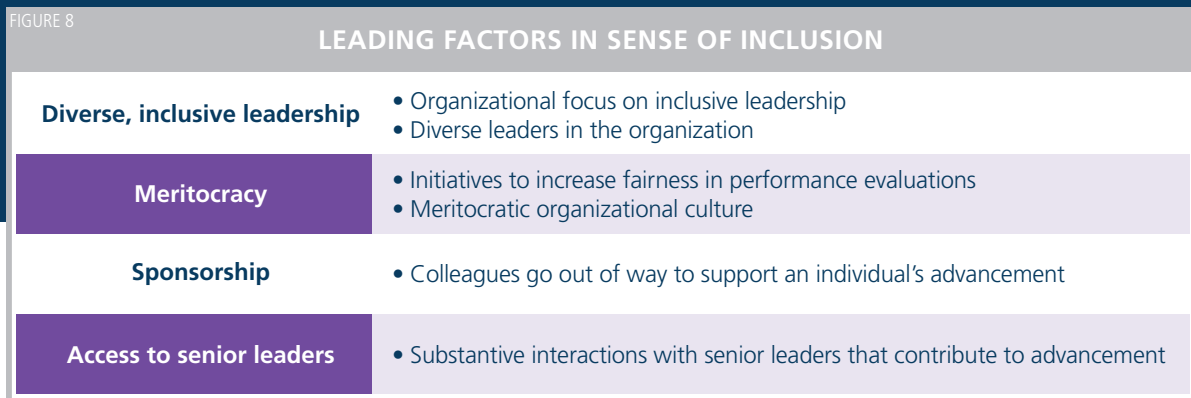 FIGURE 8
LEADING FACTORS IN SENSE OF INCLUSION
Diverse, inclusive leadership
• Organizational focus on inclusive leadership
• Diverse leaders in the organization
Meritocracy
• Initiatives to increase fairness in performance evaluations
• Meritocratic organizational culture
Sponsorship
• Colleagues go out of way to support an individual’s advancement
Access to senior leaders
• Substantive interactions with senior leaders that contribute to advancement